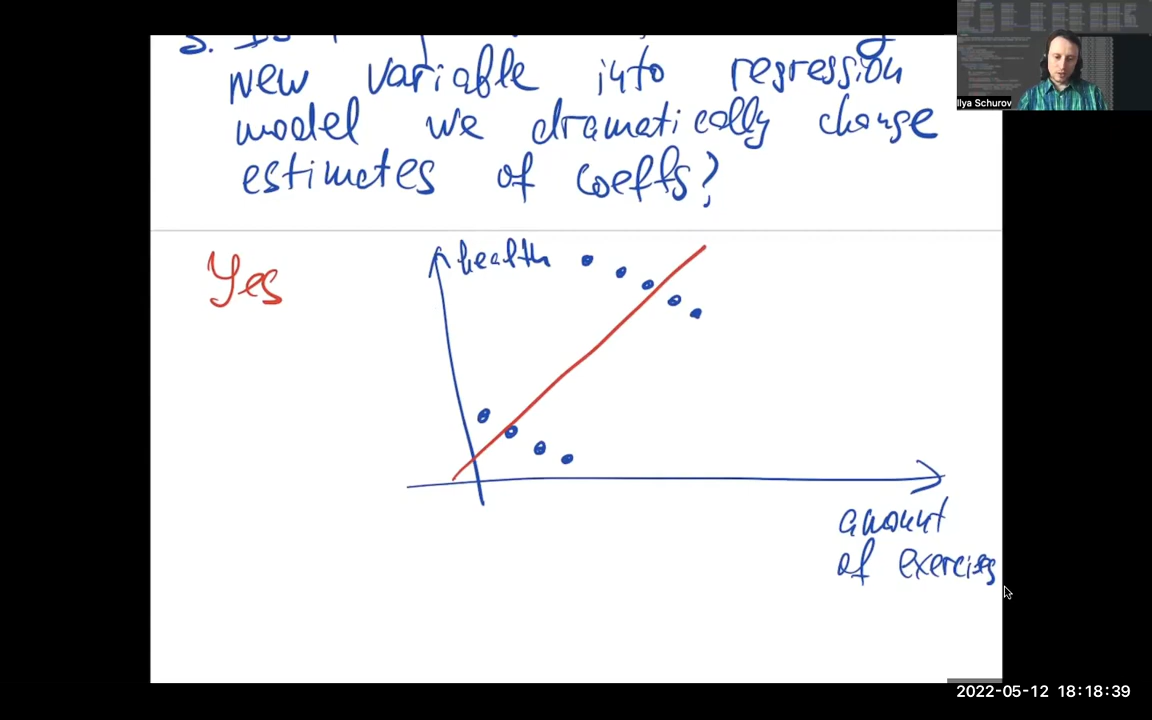 3.
new variable into regression
model we dramatically change
estimates of coeffs?
Yes
health
amount
of exercises
Ilya Schurov
2022-05-12 18:18:39